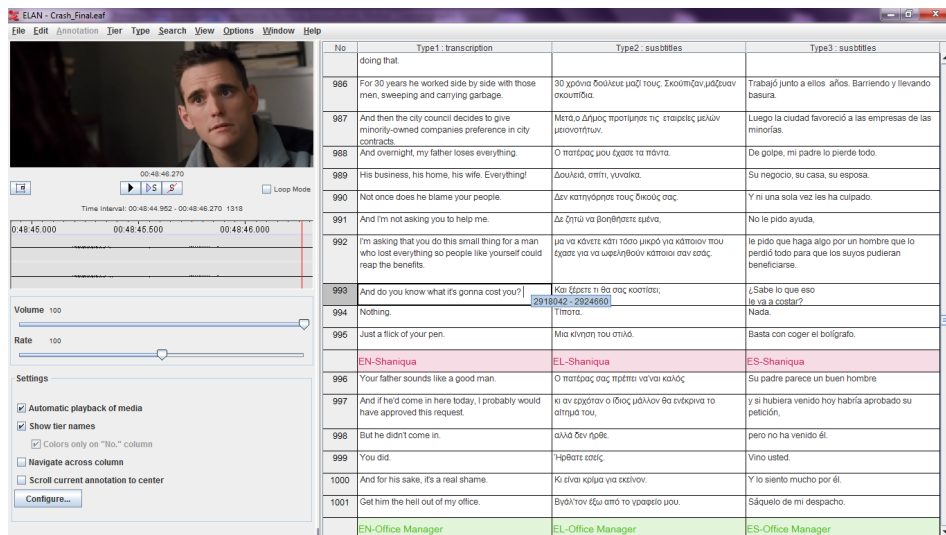 ELAN - Crash_Final.eaf
File Edit Annotation Tier Type Search View Options Window Help
00:48:46.270
Loop Mode
Time Interval: 00:48:44.952 - 00:48:46.270 1318
0:48:45.000 00:48:45.500 00:48:46.000
Volume 100
Rate 100
Settings
Automatic playback of media
Show tier names
Colors only on "No." column
Navigate across column
Scroll current annotation to center
Configure...
No Type1 : transcription Type2 : susbtitles Type3 : susbtitles
doing that.
986 For 30 years he worked side by side with those
men, sweeping and carrying garbage.
30 χρόνια δούλευε μαζί τους. Σκούπιζαν,μάζευαν
σκουπίδια.
Trabajó junto a ellos años. Barriendo y llevando
basura.
987 And then the city council decides to give
minority-owned companies preference in city
contracts.
Μετά,ο Δήμος προτίμησε τις εταιρείες μελών
μειονοτήτων.
Luego la ciudad favoreció a las empresas de las
minorías.
988 And overnight, my father loses everything. Ο πατέρας μου έχασε τα πάντα. De golpe, mi padre lo pierde todo.
989 His business, his home, his wife. Everything! Δουλειά, σπίτι, γυναίκα. Su negocio, su casa, su esposa.
990 Not once does he blame your people. Δεν κατηγόρησε τους δικούς σας. Y ni una sola vez les ha culpado.
991 And I'm not asking you to help me. Δε ζητώ να βοηθήσετε εμένα, No le pido ayuda,
992 I'm asking that you do this small thing for a man
who lost everything so people like yourself could
reap the benefits.
μα να κάνετε κάτι τόσο μικρό για κάποιον που
έχασε για να ωφεληθούν κάποιοι σαν εσάς.
le pido que haga algo por un hombre que lo
perdió todo para que los suyos pudieran
beneficiarse.
993 And do you know what it's gonna cost you? Και ξέρετε τι θα σας κοστίσει;
¿Sabe lo que eso
le va a costar?
2918042 - 2924660
994 Nothing. Τίποτα. Nada.
995 Just a flick of your pen. Μια κίνηση του στιλό. Basta con coger el bolígrafo.
EN-Shaniqua EL-Shaniqua ES-Shaniqua
996 Your father sounds like a good man. Ο πατέρας σας πρέπει να'ναι καλός Su padre parece un buen hombre
997 And if he'd come in here today, I probably would
have approved this request.
κι αν ερχόταν ο ίδιος μάλλον θα ενέκρινα το
αίτημά του,
y si hubiera venido hoy habría aprobado su
petición,
998 But he didn't come in. αλλά δεν ήρθε. pero no ha venido él.
999 You did. Ήρθατε εσείς. Vino usted.
1000 And for his sake, it's a real shame. Κι είναι κρίμα για εκείνον. Y lo siento mucho por él.
1001 Get him the hell out of my office. Βγάλ'τον έξω από το γραφείο μου. Sáquelo de mi despacho.
EN-Office Manager EL-Office Manager ES-Office Manager